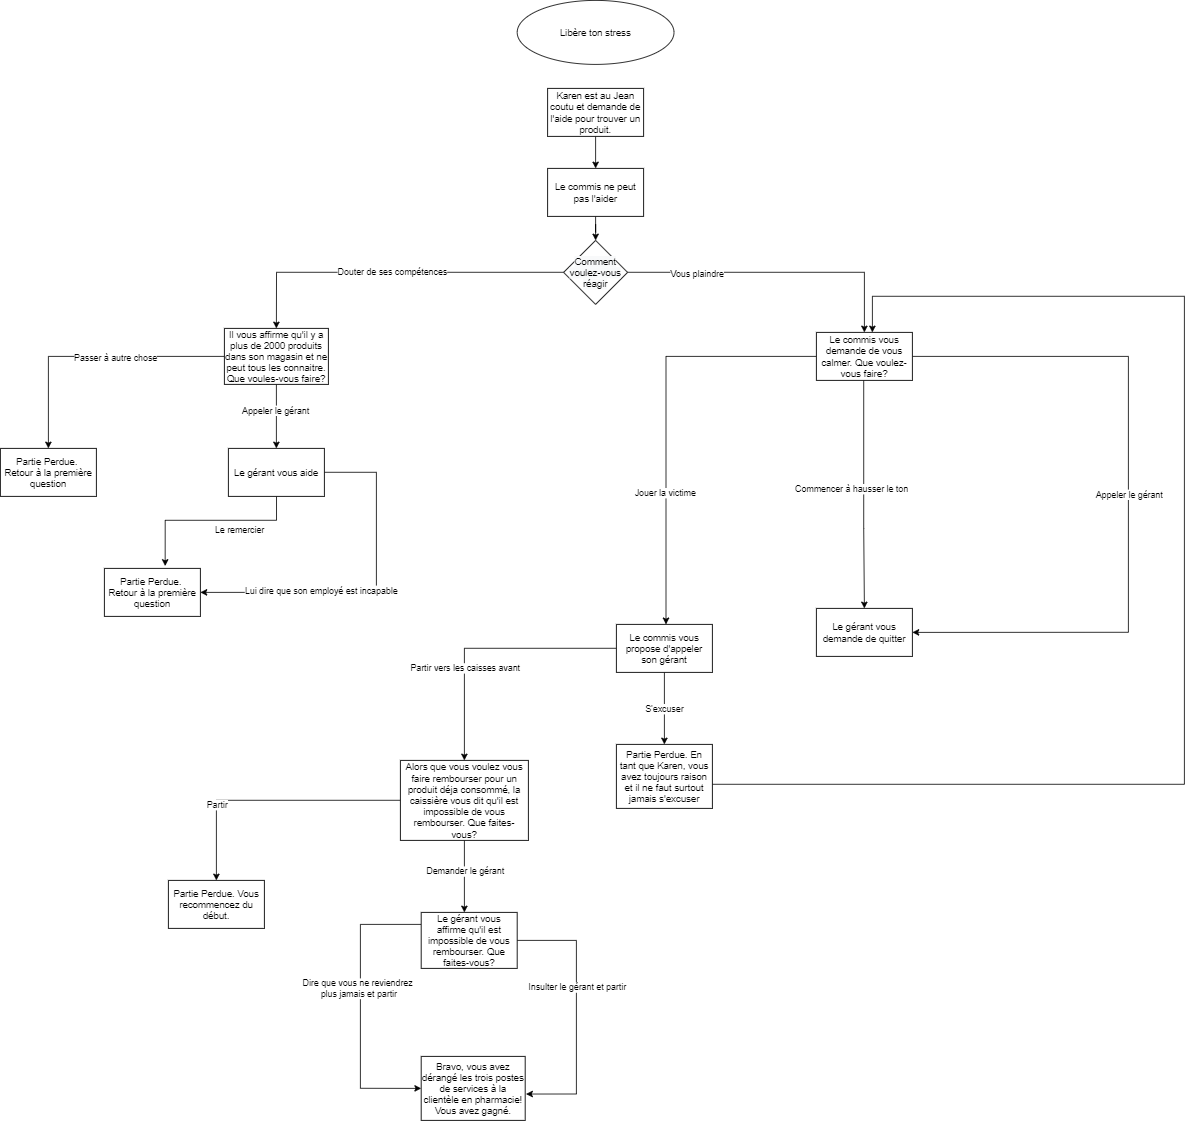 Libère ton stress
Karen est au Jean
coutu et demande de
l'aide pour trouver un
produit.
Le commis ne peut
pas l'aider
Comment
voulez-vous
réagir
Douter de ses compétences
Vous plaindre
Il vous affirme qu'il y a
plus de 2000 produits
dans son magasin et ne
peut tous les connaitre.
Que voules-vous faire?
Le commis vous
demande de vous
calmer. Que voulez-
vous faire?
Passer à autre chose
Appeler le gérant
Partie Perdue.
Retour à la première
question
Le gérant vous aide
Jouer la victime
Commencer à hausser le ton
Appeler le gérant
Le remercier
Partie Perdue.
Retour à la première
question
Lui dire que son employé est incapable
Le commis vous
propose d'appeler
son gérant
Le gérant vous
demande de quitter
Partir vers les caisses avant
S'excuser
Partie Perdue. En
tant que Karen, vous
avez toujours raison
et il ne faut surtout
jamais s'excuser
Alors que vous voulez vous
faire rembourser pour un
produit déja consommé, la
caissière vous dit qu'il est
impossible de vous
rembourser. Que faites-
vous?
Partir
Demander le gérant
Partie Perdue. Vous
recommencez du
début.
Le gérant vous
affirme qu'il est
impossible de vous
rembourser. Que
faites-vous?
Dire que vous ne reviendrez
plus jamais et partir
Insulter le gérant et partir
Bravo, vous avez
dérangé les trois postes
de services à la
clientèle en pharmacie!
Vous avez gagné.